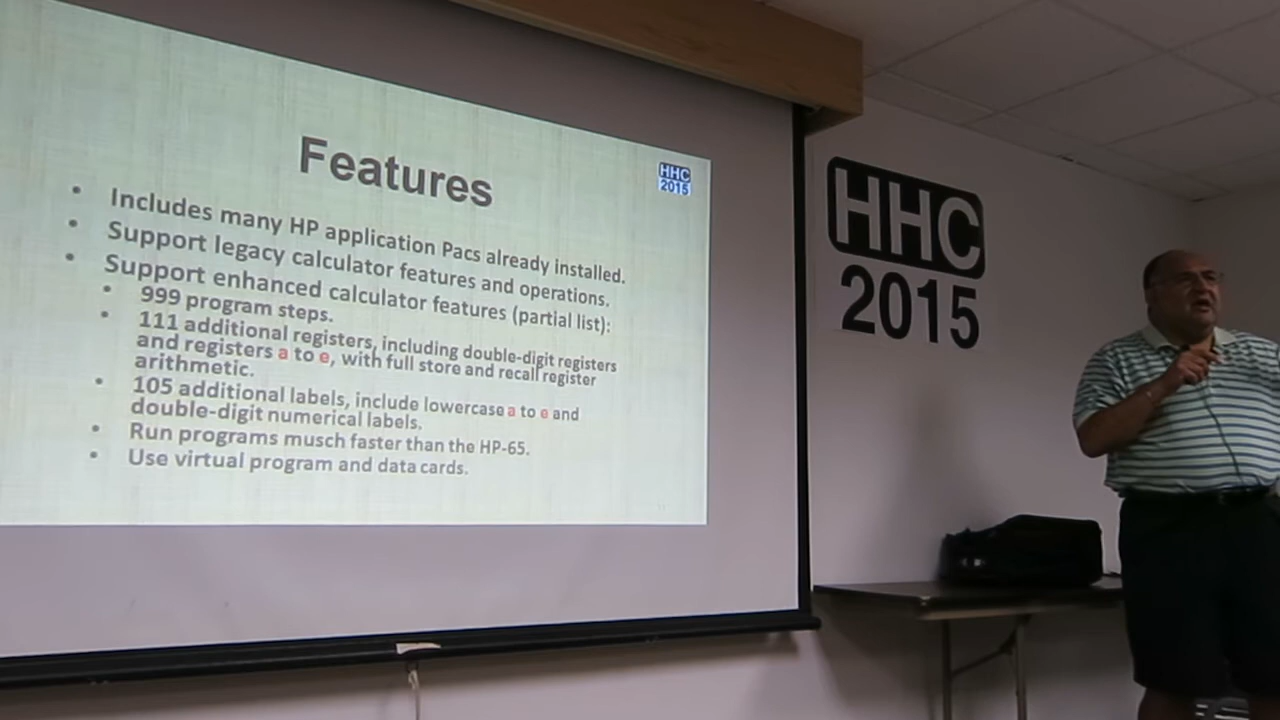 Features
HHC
2015
• Includes many HP application Pacs already installed.
• Support legacy calculator features and operations.
• Support enhanced calculator features (partial list):
• 999 program steps.
• 111 additional registers, including double-digit registers
and registers a to e, with full store and recall register
arithmetic.
• 105 additional labels, include lowercase a to e and
double-digit numerical labels.
• Run programs musch faster than the HP-65.
• Use virtual program and data cards.
HHC
2015